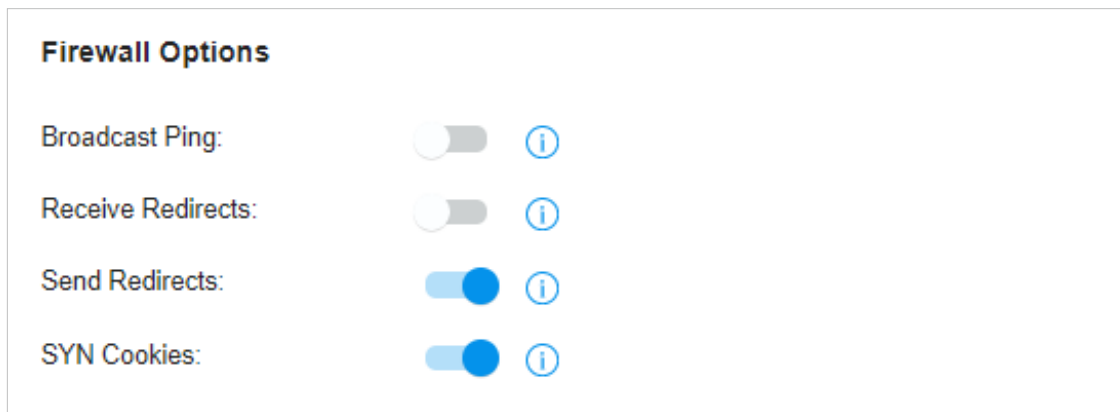 Firewall Options
Broadcast Ping:
Receive Redirects:
Send Redirects:
SYN Cookies: